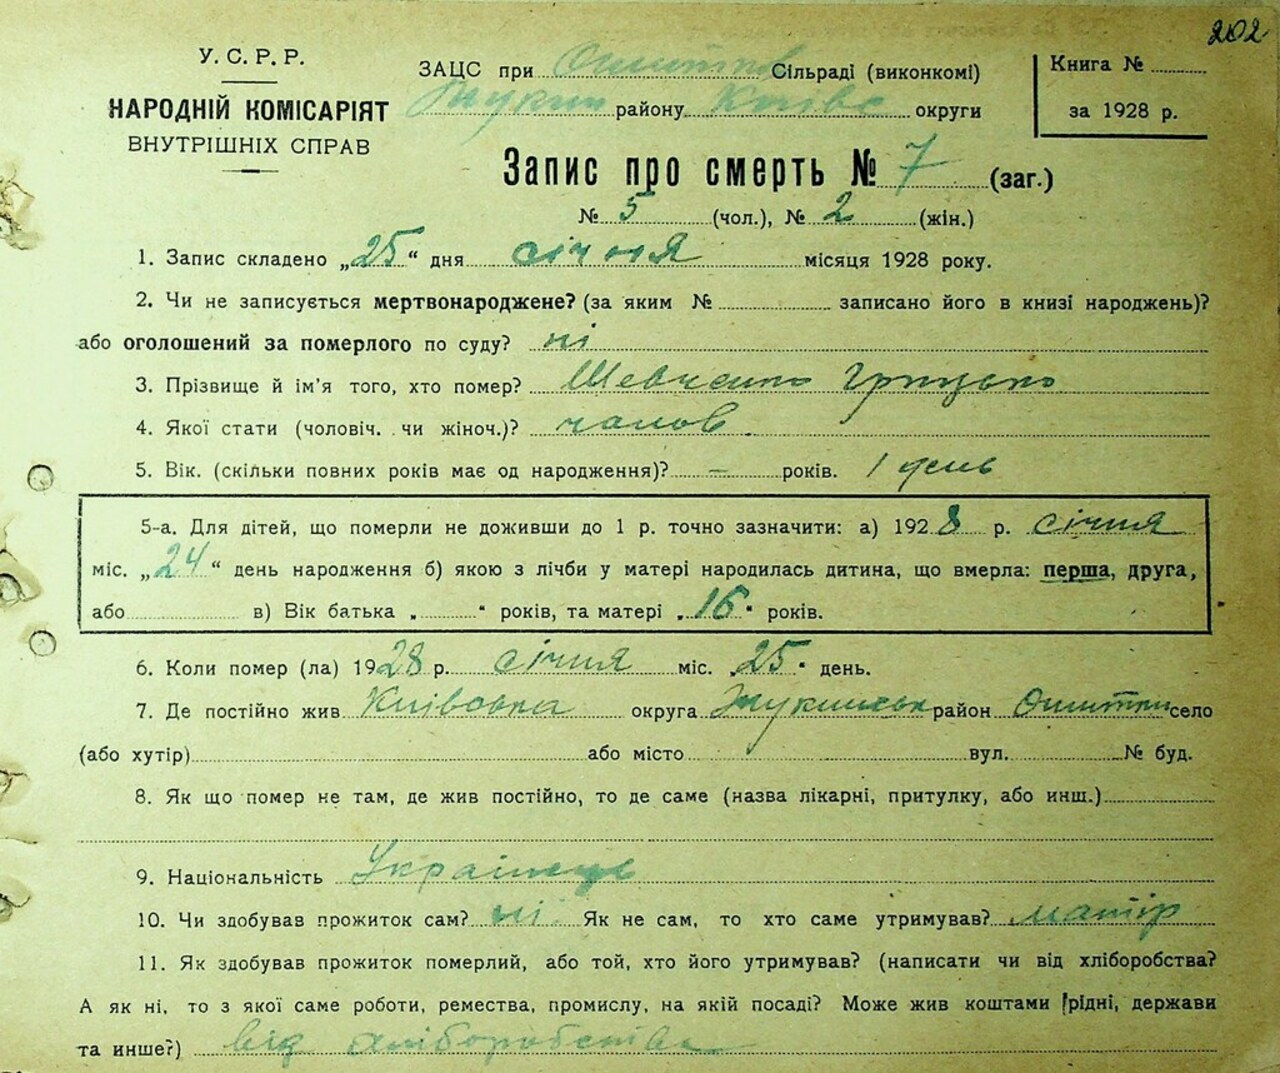 202
У. С. Р. Р.
НАРОДНІЙ КОМІСАРІЯТ
ВНУТРІШНІХ СПРАВ
ЗАЦС при Ошитків Сільраді (виконкомі)
Жукин району Київс округи
Книга №
за 1928 р.
Запис про смерть № 7 (заг.)
№ 5 (чол.), № 2 (жін.)
1. Запис складено „25“ дня січня місяця 1928 року.
2. Чи не записується мертвонароджене? (за яким № записано його в книзі народжень)?
або оголошений за померлого по суду? ні
3. Прізвище й ім'я того, хто помер? Шевченко Грицько
4. Якої статі (чоловіч. чи жіноч.)? чолов
5. Вік. (скільки повних років має од народження)? — років. 1 день
5-а. Для дітей, що померли не доживши до 1 р. точно зазначити: а) 1928 р. січня
міс. „24“ день народження б) якою з лічби у матері народилась дитина, що вмерла: перша, друга,
або в) Вік батька „ “ років, та матері „16“ років.
6. Коли помер (ла) 1928 р. січня міс. „25“ день.
7. Де постійно жив Київська округа Жукинськ район Ошитки село
(або хутір) або місто вул. № буд.
8. Як що помер не там, де жив постійно, то де саме (назва лікарні, притулку, або инш.)
9. Національність Українець
10. Чи здобував прожиток сам? ні. Як не сам, то хто саме утримував? матір
11. Як здобував прожиток померлий, або той, хто його утримував? (написати чи від хліборобства?
А як ні, то з якої саме роботи, ремества, промислу, на якій посаді? Може жив коштами рідні, держави
та инше?) від хліборобства